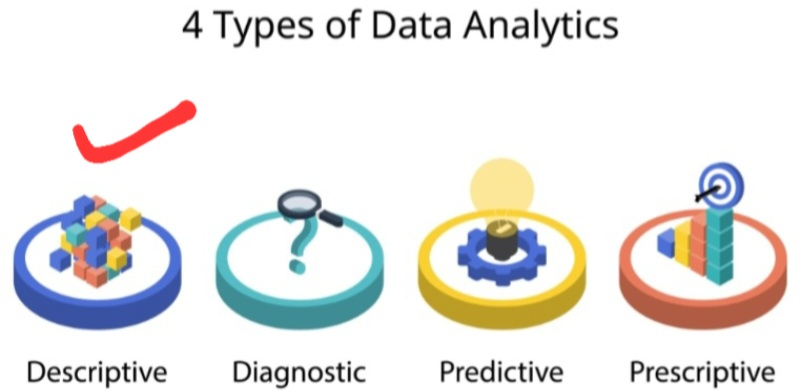 4 Types of Data Analytics
Descriptive Diagnostic Predictive Prescriptive